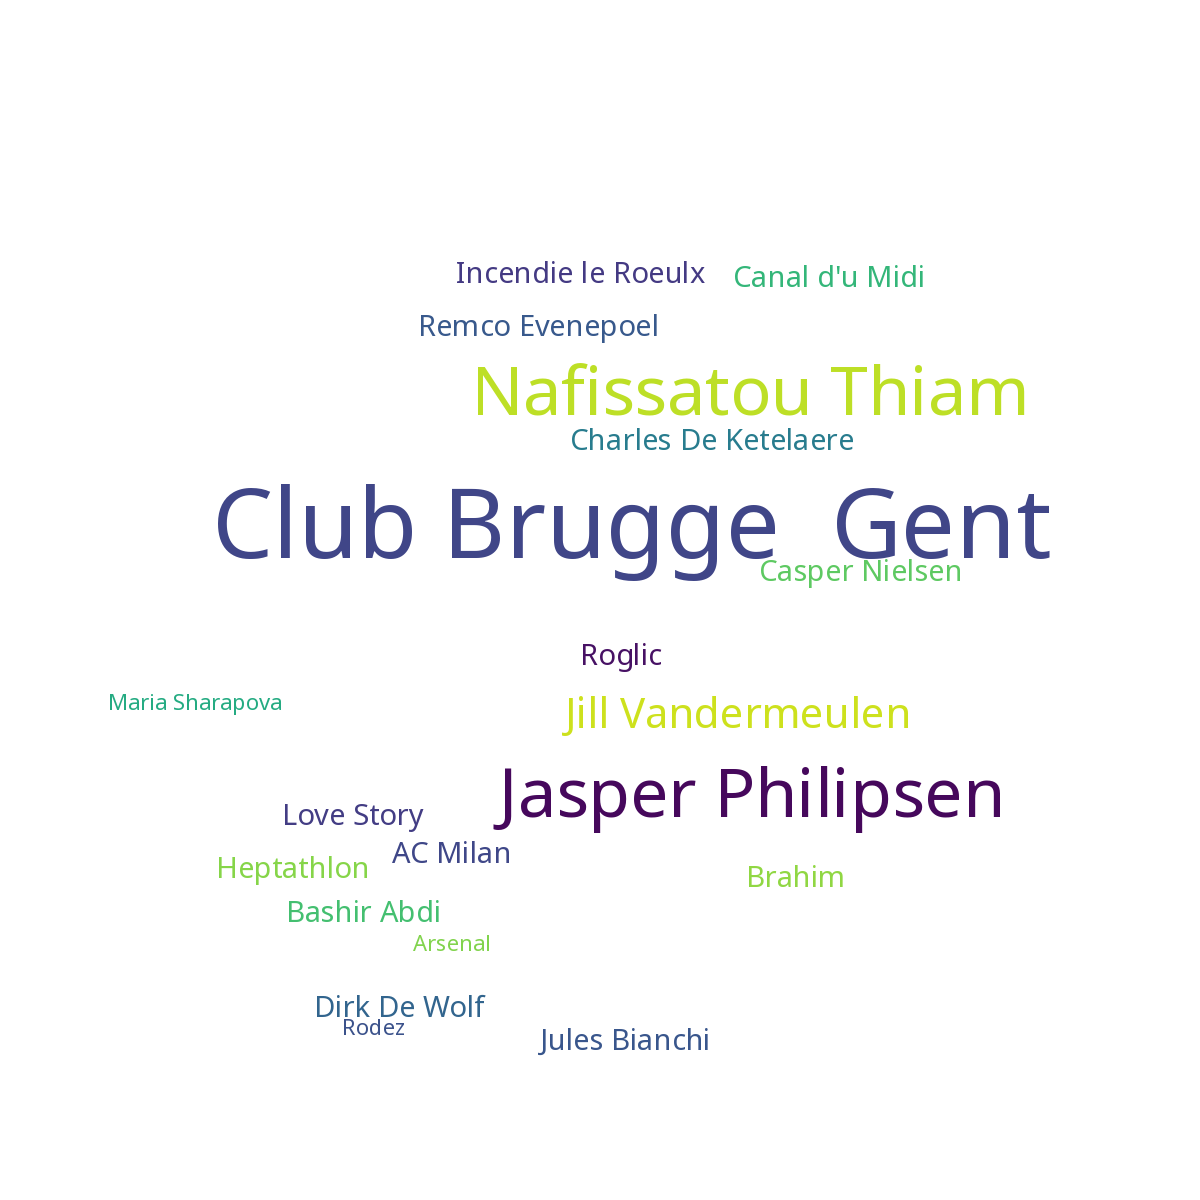 Incendie le Roeulx
Canal d'u Midi
Remco Evenepoel
Nafissatou Thiam
Charles De Ketelaere
Club Brugge  Gent
Casper Nielsen
Roglic
Maria Sharapova
Jill Vandermeulen
Jasper Philipsen
Love Story
AC Milan
Heptathlon
Brahim
Bashir Abdi
Arsenal
Dirk De Wolf
Rodez
Jules Bianchi